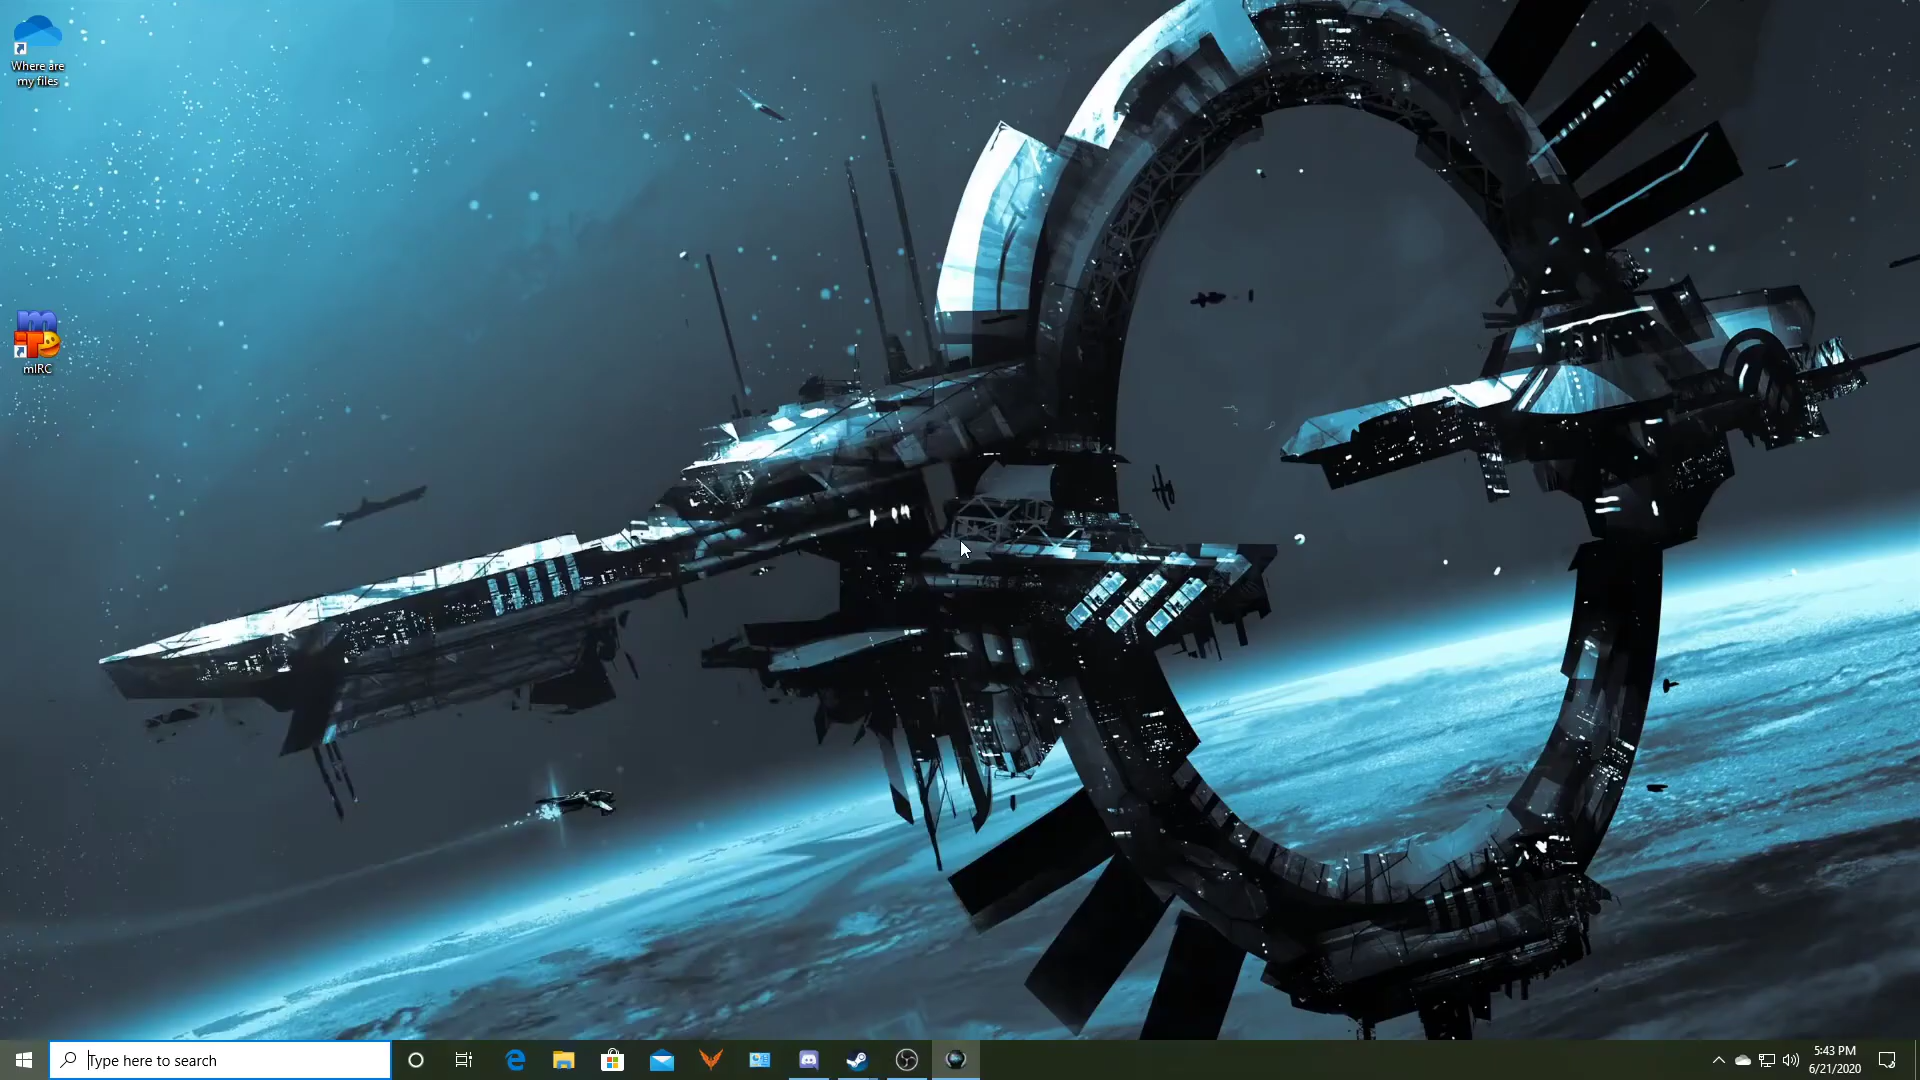 Where are
my files
mIRC
Type here to search
5:43 PM
6/21/2020